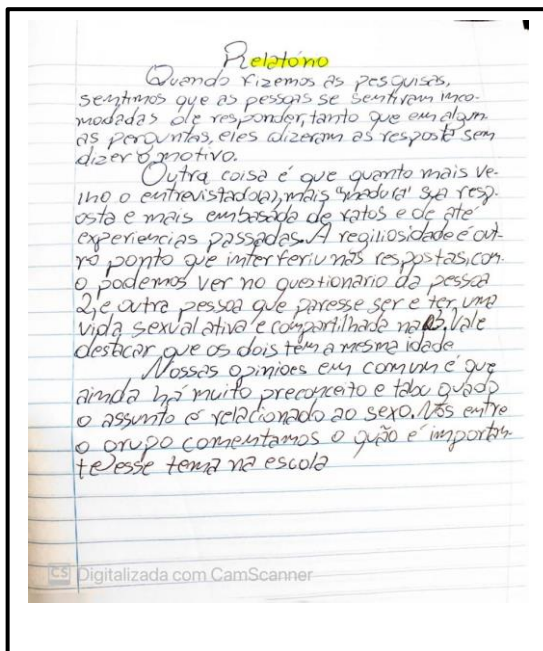 Relatório
Quando fizemos as pesquisas,
sentimos que as pessoas se sentiram inco-
modadas de responder, tanto que em algum
as perguntas, eles dizeram as resposta sem
dizer o motivo.
Outra coisa é que quanto mais ve-
lho o entrevistado(a), mais "madura" sua resp-
osta e mais embasada de fatos e de até
experiencias passadas. A regiliosidade é out-
ro ponto que interferiu nas respostas, com
o podemos ver no questionario da pessoa
2, e outra pessoa que paresse ser e ter, uma
vida sexual ativa e compartilhada na Vale
destacar que os dois têm a mesma idade
Nossas opinioes em comum é que
ainda há muito preconceito e tabu quado
o assunto é relacionado ao sexo. Nós entre
o grupo comentamos o quão é importan-
te esse tema na escola
CS Digitalizada com CamScanner